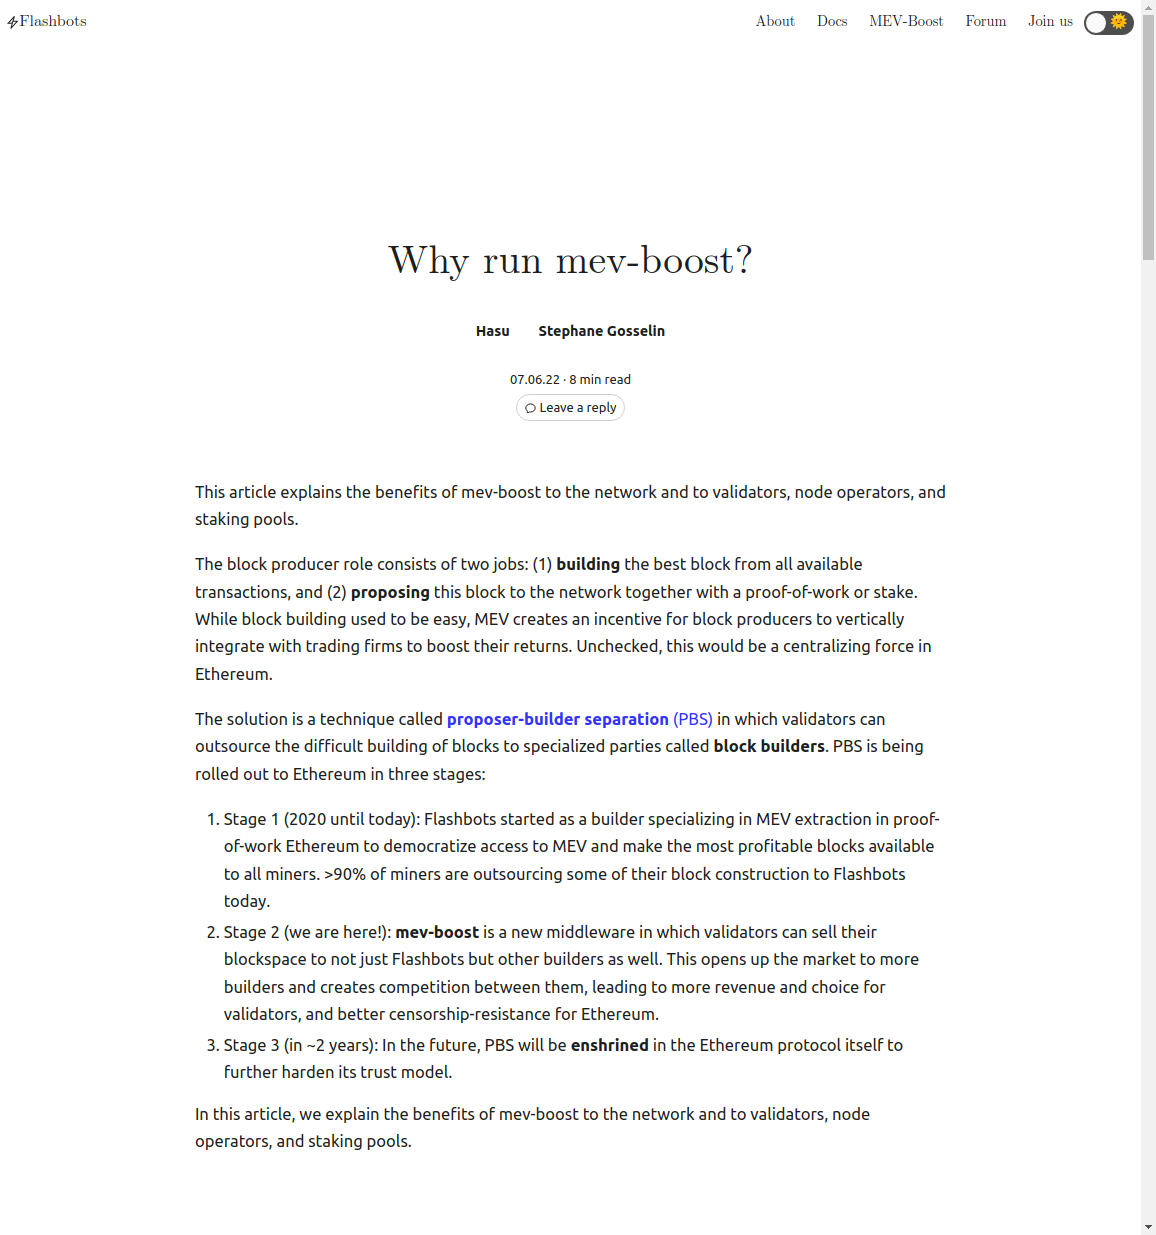 Flashbots
About Docs MEV-Boost Forum Join us
Why run mev-boost?
Hasu Stephane Gosselin
07.06.22 · 8 min read
Leave a reply
This article explains the benefits of mev-boost to the network and to validators, node operators, and
staking pools.
The block producer role consists of two jobs: (1) building the best block from all available
transactions, and (2) proposing this block to the network together with a proof-of-work or stake.
While block building used to be easy, MEV creates an incentive for block producers to vertically
integrate with trading firms to boost their returns. Unchecked, this would be a centralizing force in
Ethereum.
The solution is a technique called proposer-builder separation (PBS) in which validators can
outsource the difficult building of blocks to specialized parties called block builders. PBS is being
rolled out to Ethereum in three stages:
1. Stage 1 (2020 until today): Flashbots started as a builder specializing in MEV extraction in proof-
of-work Ethereum to democratize access to MEV and make the most profitable blocks available
to all miners. >90% of miners are outsourcing some of their block construction to Flashbots
today.
2. Stage 2 (we are here!): mev-boost is a new middleware in which validators can sell their
blockspace to not just Flashbots but other builders as well. This opens up the market to more
builders and creates competition between them, leading to more revenue and choice for
validators, and better censorship-resistance for Ethereum.
3. Stage 3 (in ~2 years): In the future, PBS will be enshrined in the Ethereum protocol itself to
further harden its trust model.
In this article, we explain the benefits of mev-boost to the network and to validators, node
operators, and staking pools.